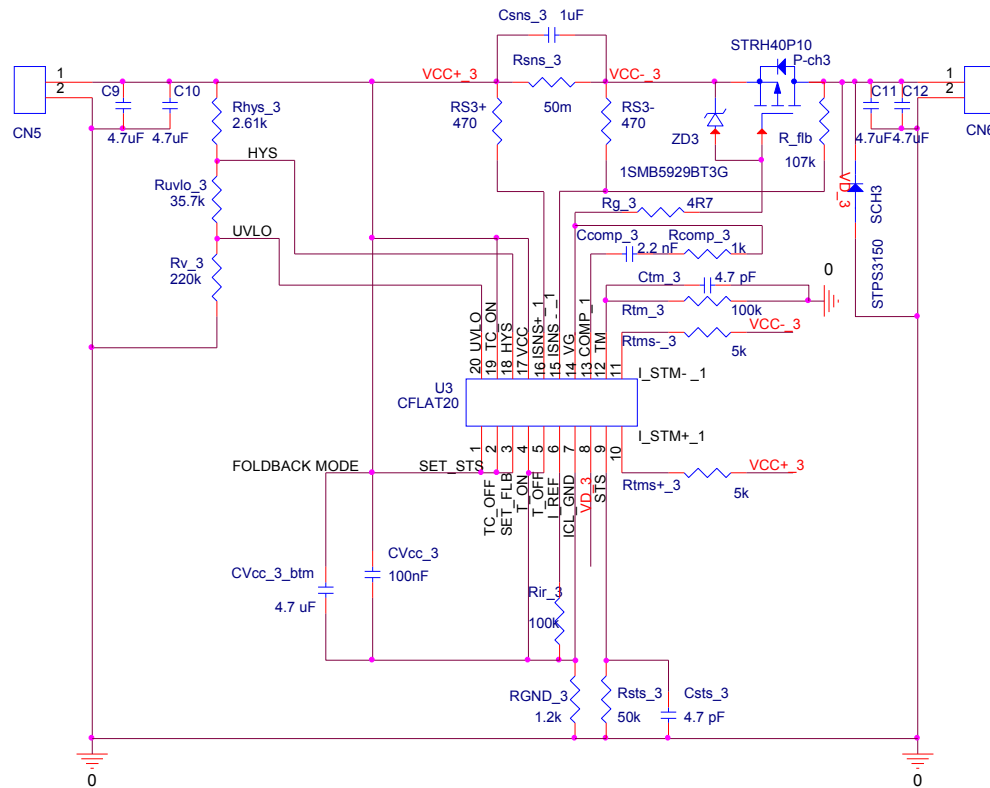 Csns_3 1uF
STRH40P10
P-ch3
Rsns_3
VCC+_3
VCC-_3
50m
1
2
CN5
C9
C10
4.7uF
4.7uF
Rhys_3
2.61k
RS3+
470
RS3-
470
ZD3
1SMB5929BT3G
R_flb
107k
C11
C12
4.7uF
4.7uF
1
2
CN6
HYS
Ruvlo_3
35.7k
VD_3
SCH3
STPS3150
Rg_3
4R7
UVLO
Ccomp_3
2.2 nF
Rcomp_3
1k
Rv_3
220k
Ctm_3
4.7 pF
0
Rtm_3
100k
VCC-_3
Rtms-_3
5k
20 UVLO
19 TC_ON
18 HYS
17 VCC
16 ISNS+_1
15 ISNS-_1
14 VG
13 COMP_1
12 TM
11
I_STM-_1
U3
CFLAT20
I_STM+_1
1
2
3
4
5
6
7
8
9
10
FOLDBACK MODE
SET_STS
TC_OFF
SET_FLB
T_ON
T_OFF
I_REF
ICL_GND
VD_3
STS
VCC+_3
Rtms+_3
5k
CVcc_3
100nF
CVcc_3_btm
4.7 uF
Rir_3
100k
RGND_3
1.2k
Rsts_3
50k
Csts_3
4.7 pF
0
0